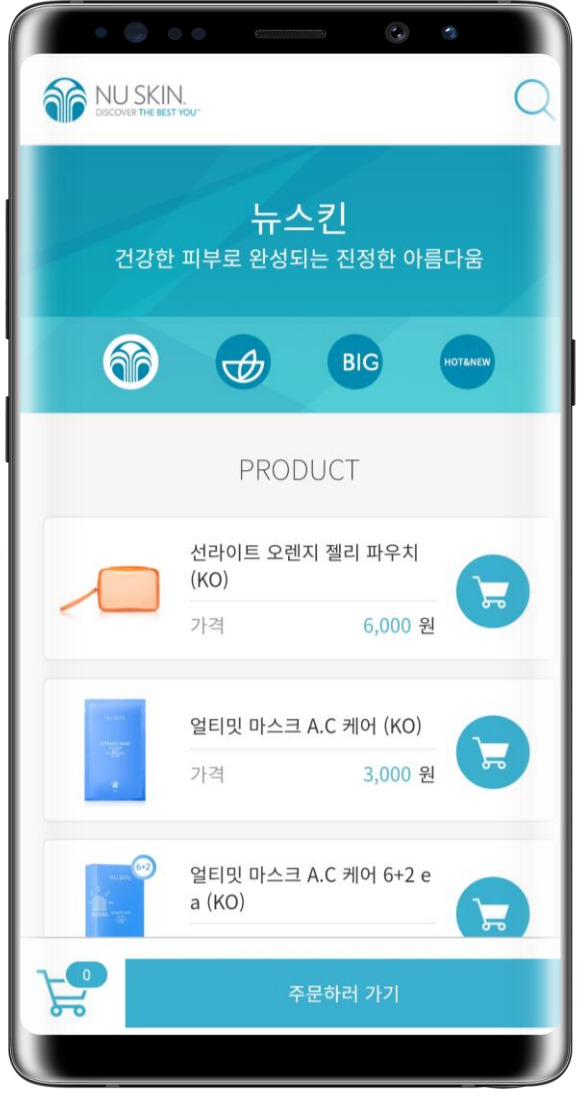 NU SKIN.
DISCOVER THE BEST YOU™
뉴스킨
건강한 피부로 완성되는 진정한 아름다움
BIG
HOT&NEW
PRODUCT
선라이트 오렌지 젤리 파우치
(KO)
가격 6,000 원
얼티밋 마스크 A.C 케어 (KO)
가격 3,000 원
6+2
얼티밋 마스크 A.C 케어 6+2 e
a (KO)
0
주문하러 가기